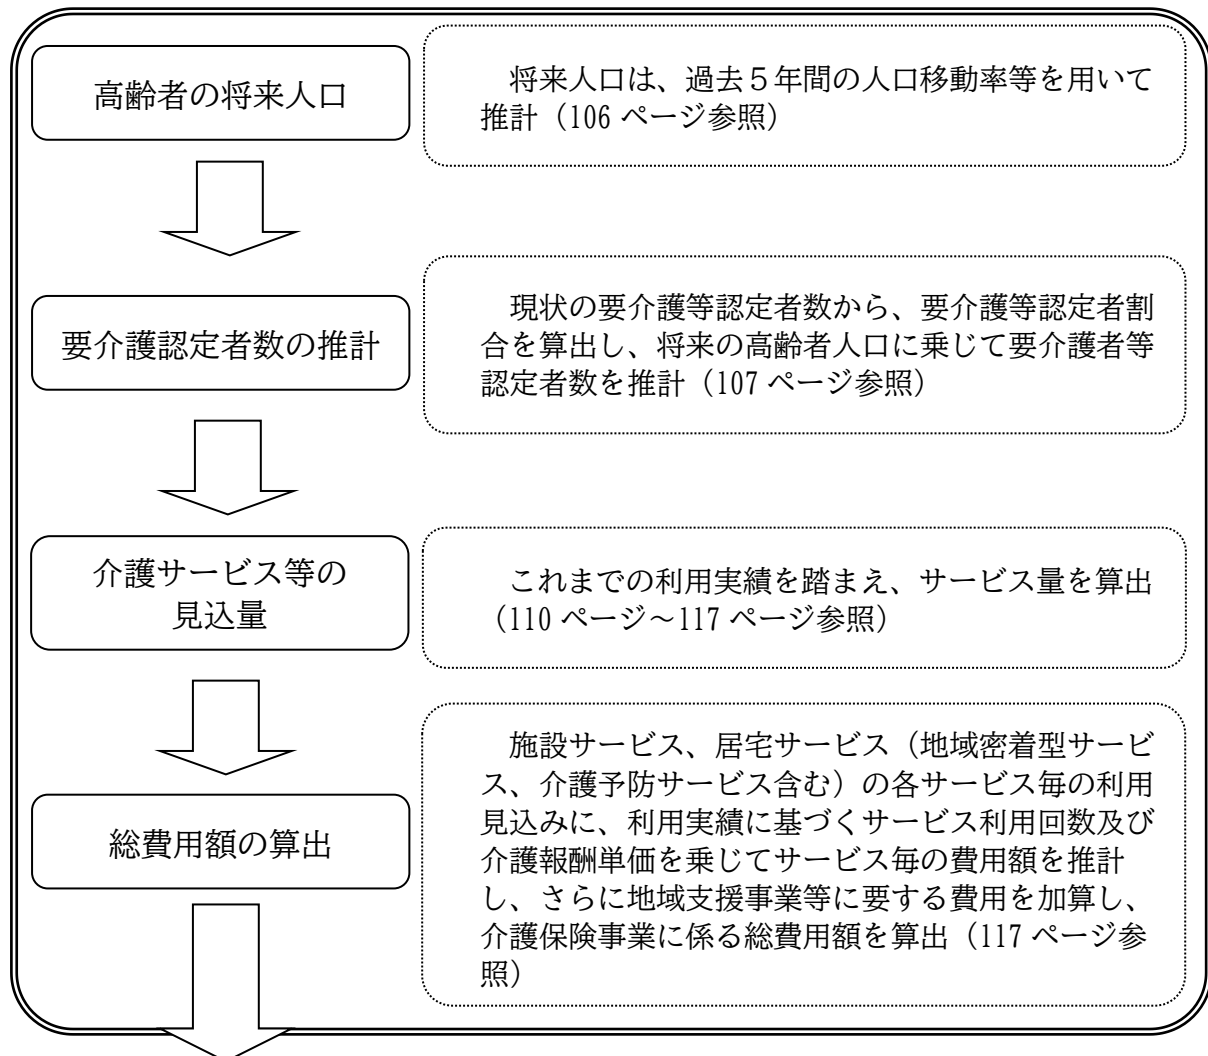 高齢者の将来人口
将来人口は、過去５年間の人口移動率等を用いて
推計（106 ページ参照）
要介護認定者数の推計
現状の要介護等認定者数から、要介護等認定者割
合を算出し、将来の高齢者人口に乗じて要介護者等
認定者数を推計（107 ページ参照）
介護サービス等の
見込量
これまでの利用実績を踏まえ、サービス量を算出
（110 ページ～117 ページ参照）
総費用額の算出
施設サービス、居宅サービス（地域密着型サービ
ス、介護予防サービス含む）の各サービス毎の利用
見込みに、利用実績に基づくサービス利用回数及び
介護報酬単価を乗じてサービス毎の費用額を推計
し、さらに地域支援事業等に要する費用を加算し、
介護保険事業に係る総費用額を算出（117 ページ参
照）